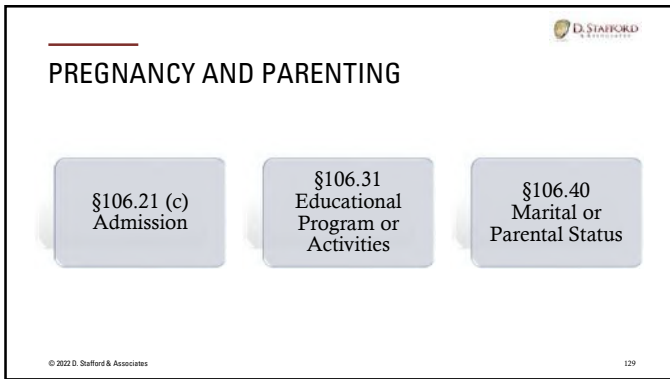 D. STAFFORD
& ASSOCIATES
PREGNANCY AND PARENTING
§106.21 (c)
Admission
§106.31
Educational
Program or
Activities
§106.40
Marital or
Parental Status
© 2022 D. Stafford & Associates
129